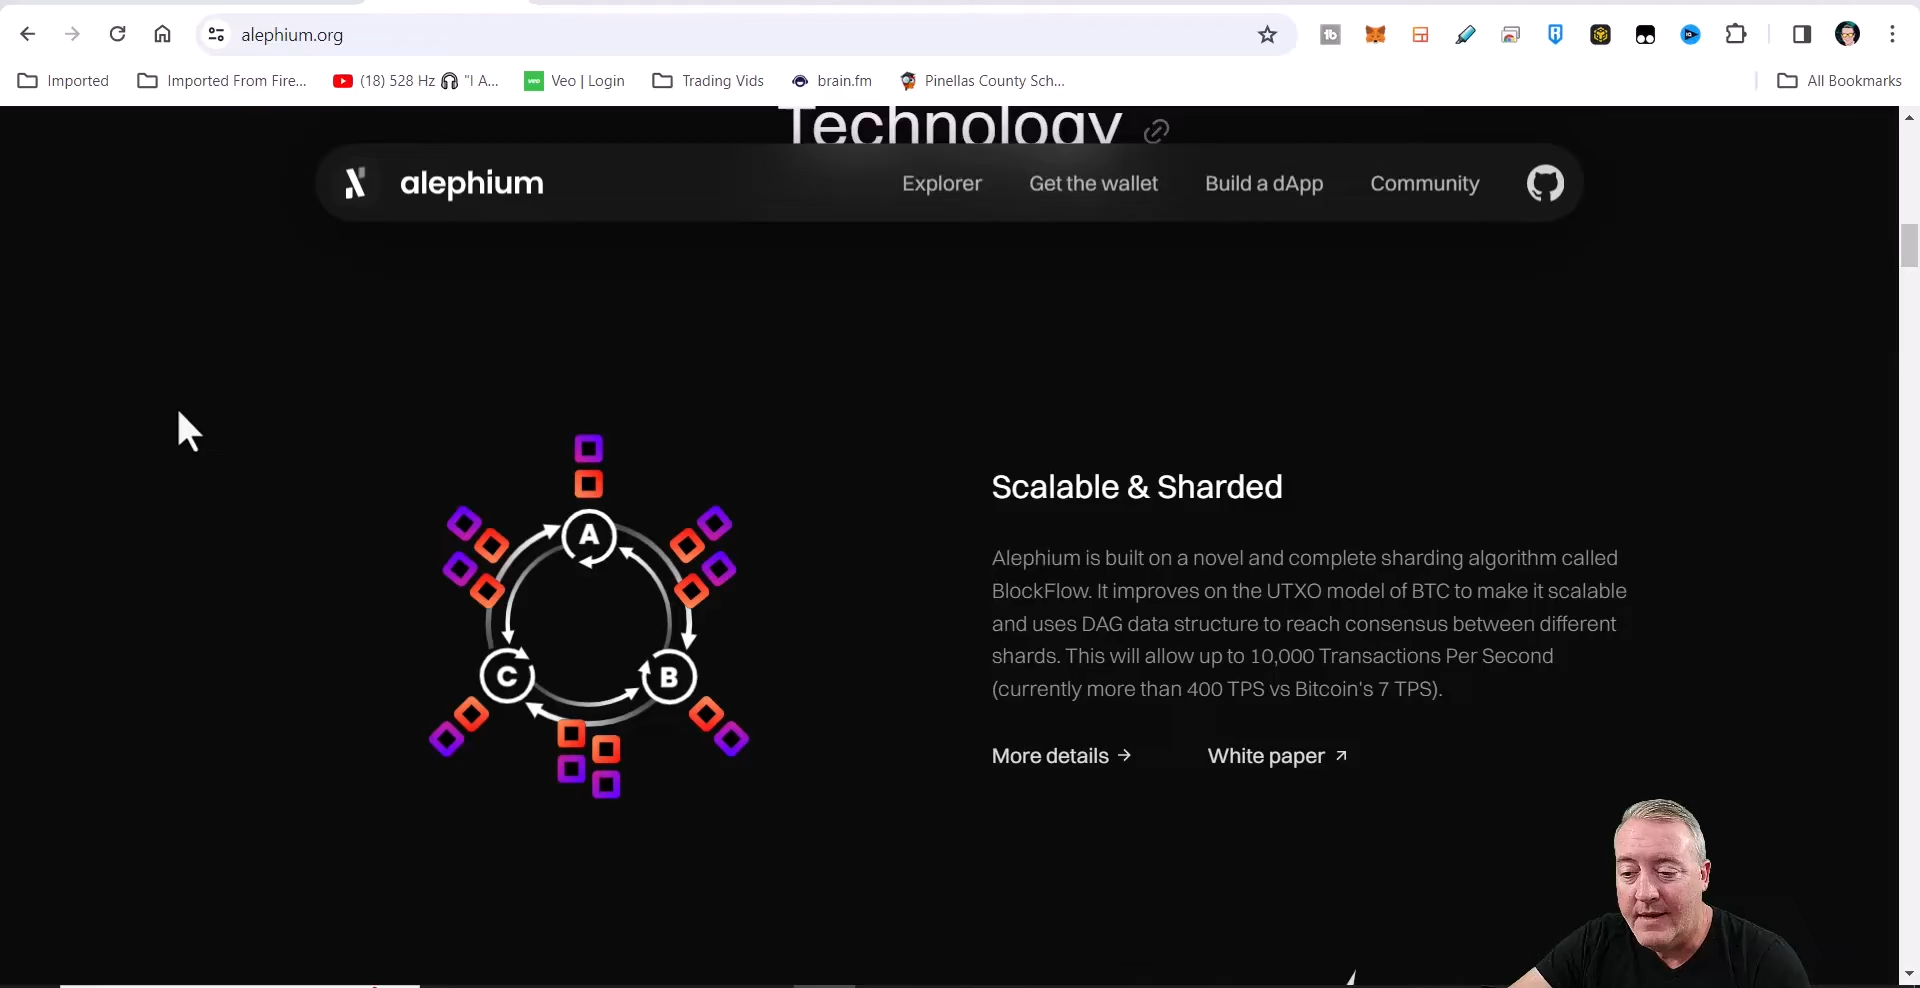 alephium.org
Imported
Imported From Fire...
(18) 528 Hz "I A...
veo
Veo | Login
Trading Vids
brain.fm
Pinellas County Sch...
All Bookmarks
Technology
alephium
Explorer
Get the wallet
Build a dApp
Community
A
C
B
Scalable & Sharded
Alephium is built on a novel and complete sharding algorithm called
BlockFlow. It improves on the UTXO model of BTC to make it scalable
and uses DAG data structure to reach consensus between different
shards. This will allow up to 10,000 Transactions Per Second
(currently more than 400 TPS vs Bitcoin's 7 TPS).
More details →
White paper ↗